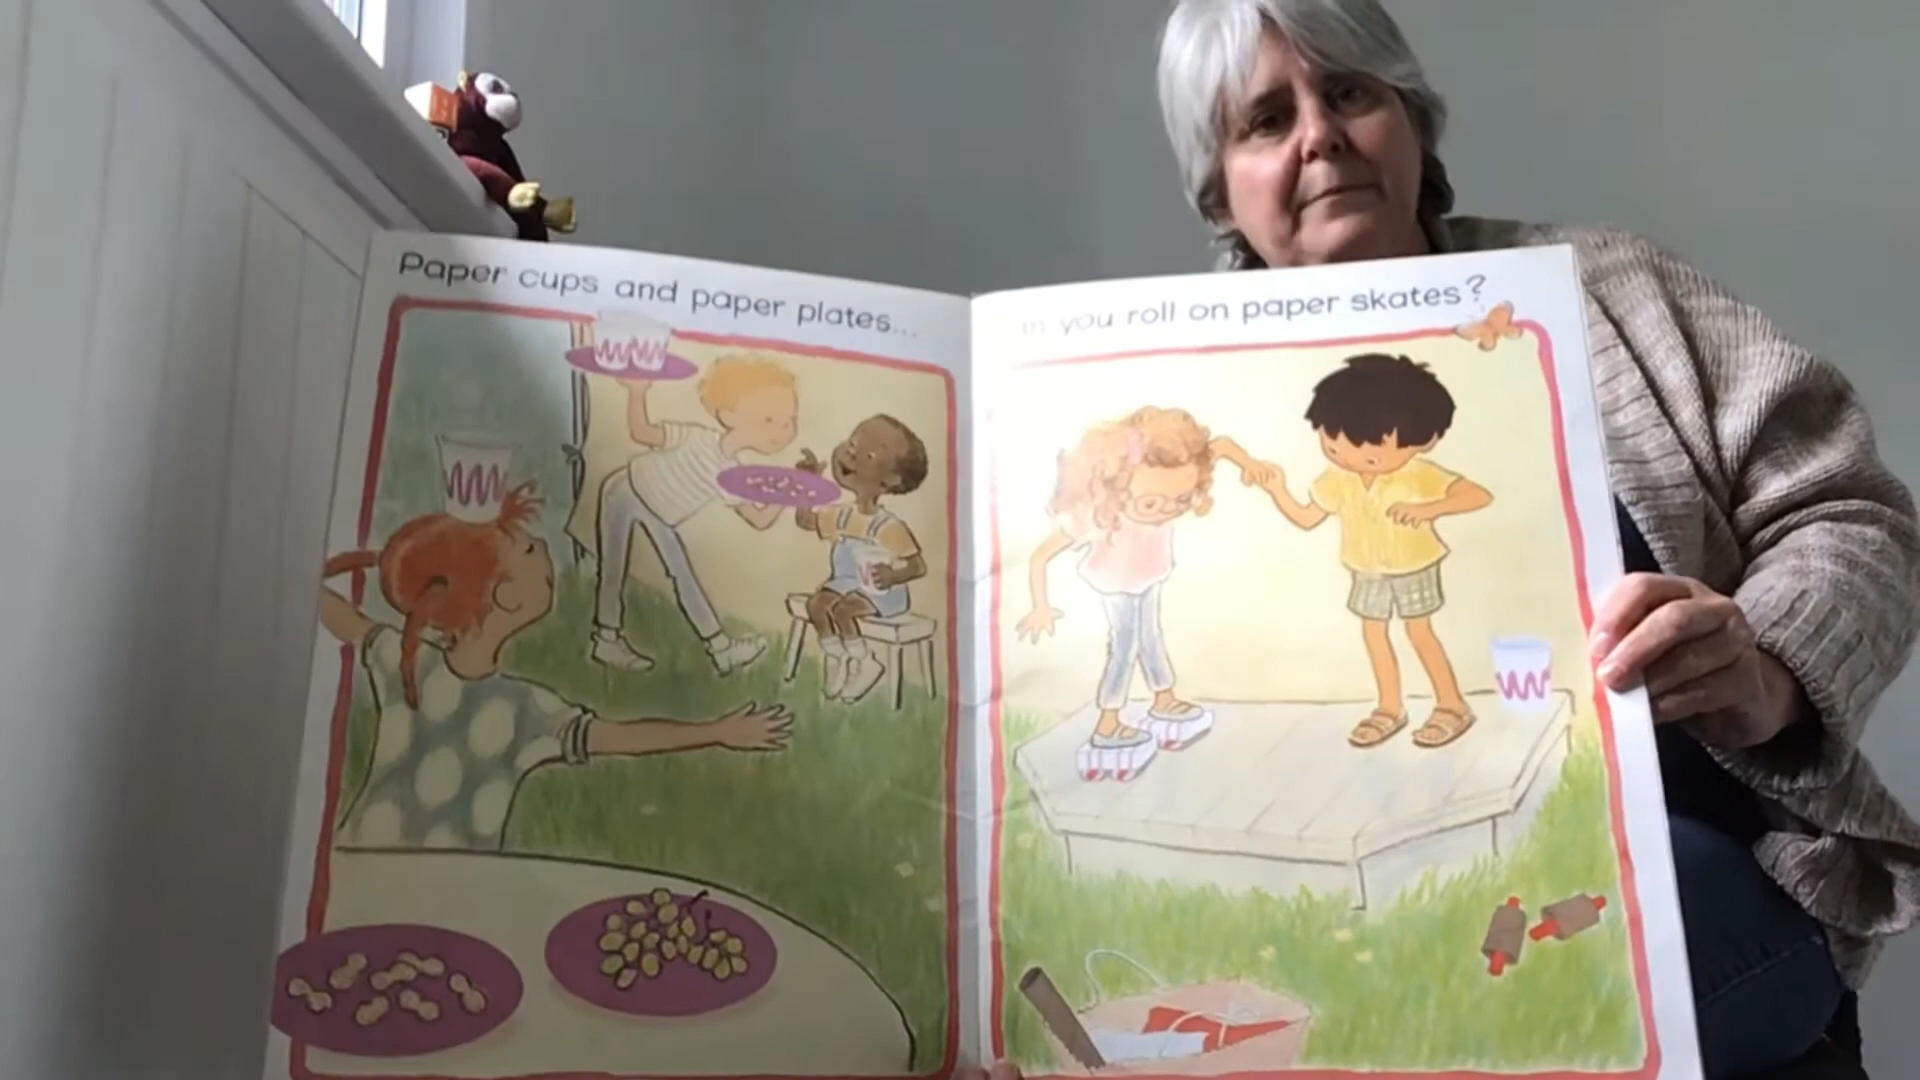 Paper cups and paper plates...
you roll on paper skates?